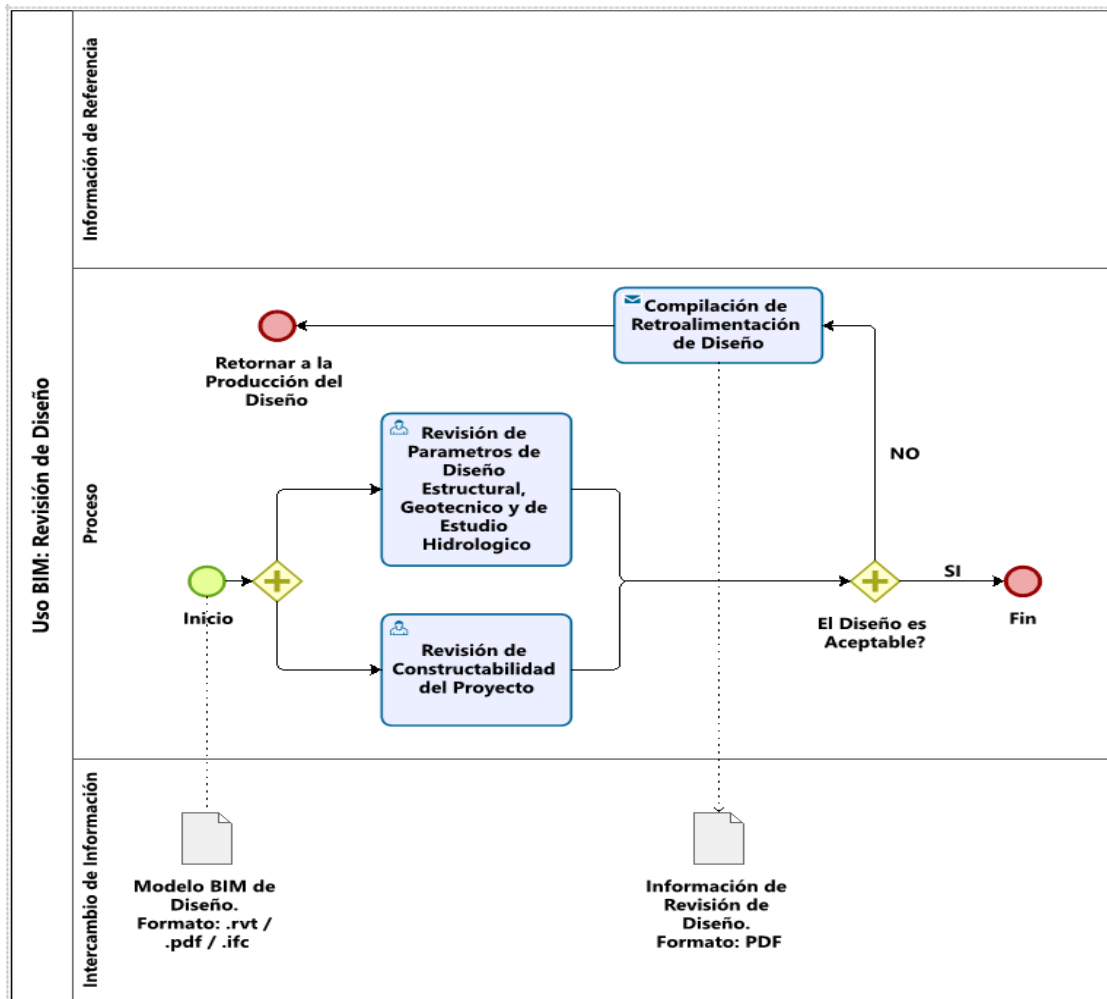 Uso BIM: Revisión de Diseño
Información de Referencia
Proceso
Compilación de
Retroalimentación
de Diseño
Retornar a la
Producción del
Diseño
Revisión de
Parametros de
Diseño
Estructural,
Geotecnico y de
Estudio
Hidrologico
NO
Inicio
SI
El Diseño es
Aceptable?
Fin
Revisión de
Constructabilidad
del Proyecto
Intercambio de Información
Modelo BIM de
Diseño.
Formato: .rvt /
.pdf / .ifc
Información de
Revisión de
Diseño.
Formato: PDF